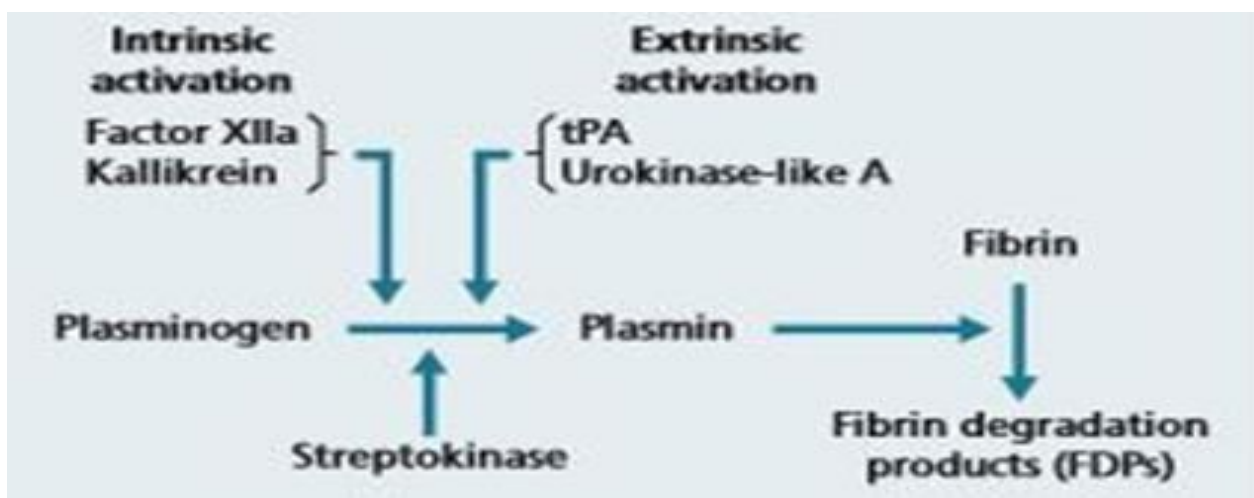 Intrinsic
activation
Factor XIIa
Kallikrein
Extrinsic
activation
tPA
Urokinase-like A
Fibrin
Plasminogen
Plasmin
Streptokinase
Fibrin degradation
products (FDPs)